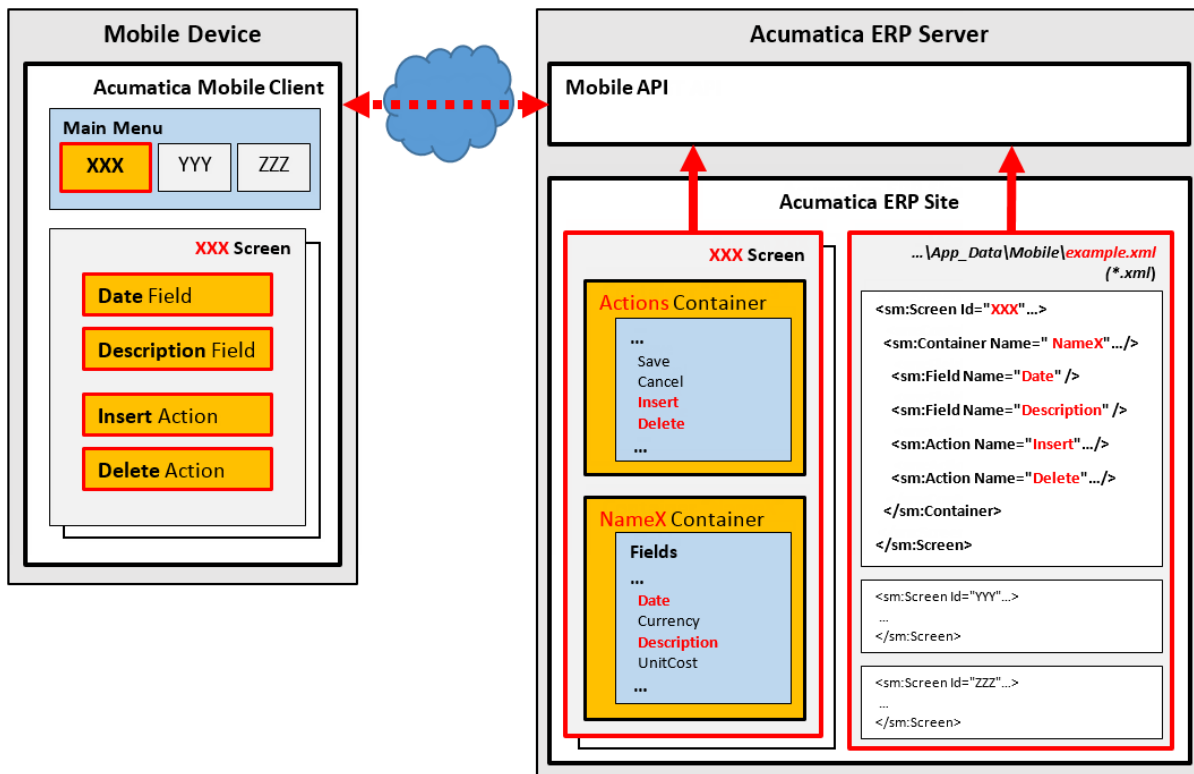 Mobile Device
Acumatica Mobile Client
Main Menu
XXX
YYY
ZZZ
XXX Screen
Date Field
Description Field
Insert Action
Delete Action
Acumatica ERP Server
Mobile API
Acumatica ERP Site
XXX Screen
Actions Container
...
Save
Cancel
Insert
Delete
...
NameX Container
Fields
...
Date
Currency
Description
UnitCost
...
...\App_Data\Mobile\example.xml
(*.xml)
<sm:Screen Id="XXX"...>
<sm:Container Name=" NameX".../>
<sm:Field Name="Date" />
<sm:Field Name="Description" />
<sm:Action Name="Insert".../>
<sm:Action Name="Delete".../>
</sm:Container>
</sm:Screen>
<sm:Screen Id="YYY"...>
...
</sm:Screen>
<sm:Screen Id="ZZZ"...>
...
</sm:Screen>